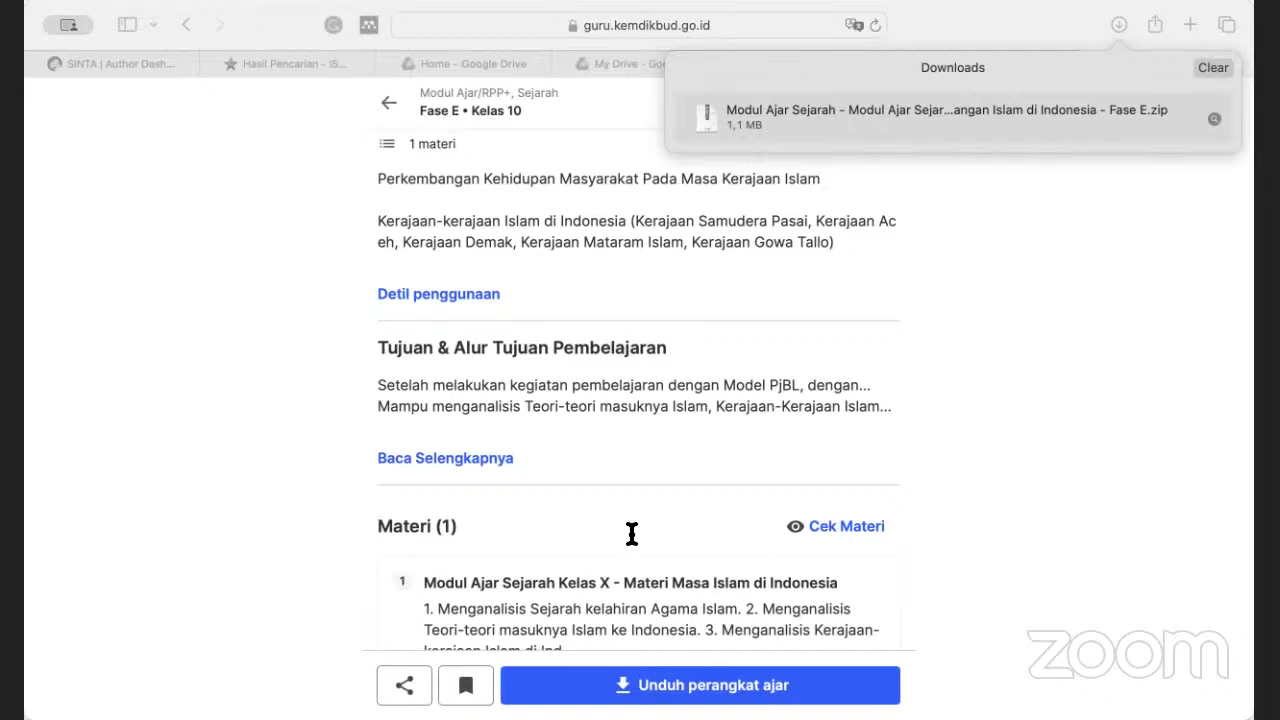 guru.kemdikbud.go.id
SINTA | Author Dash...
Hasil Pencarian - IS...
Home - Google Drive
My Drive - Goo
Downloads
Clear
Modul Ajar Sejarah - Modul Ajar Sejar...angan Islam di Indonesia - Fase E.zip
1,1 MB
Modul Ajar/RPP+, Sejarah
Fase E • Kelas 10
1 materi
Perkembangan Kehidupan Masyarakat Pada Masa Kerajaan Islam
Kerajaan-kerajaan Islam di Indonesia (Kerajaan Samudera Pasai, Kerajaan Ac
eh, Kerajaan Demak, Kerajaan Mataram Islam, Kerajaan Gowa Tallo)
Detil penggunaan
Tujuan & Alur Tujuan Pembelajaran
Setelah melakukan kegiatan pembelajaran dengan Model PjBL, dengan...
Mampu menganalisis Teori-teori masuknya Islam, Kerajaan-Kerajaan Islam...
Baca Selengkapnya
Materi (1)
Cek Materi
1
Modul Ajar Sejarah Kelas X - Materi Masa Islam di Indonesia
1. Menganalisis Sejarah kelahiran Agama Islam. 2. Menganalisis
Teori-teori masuknya Islam ke Indonesia. 3. Menganalisis Kerajaan-
kerajaan Islam di Ind
Unduh perangkat ajar
zoom